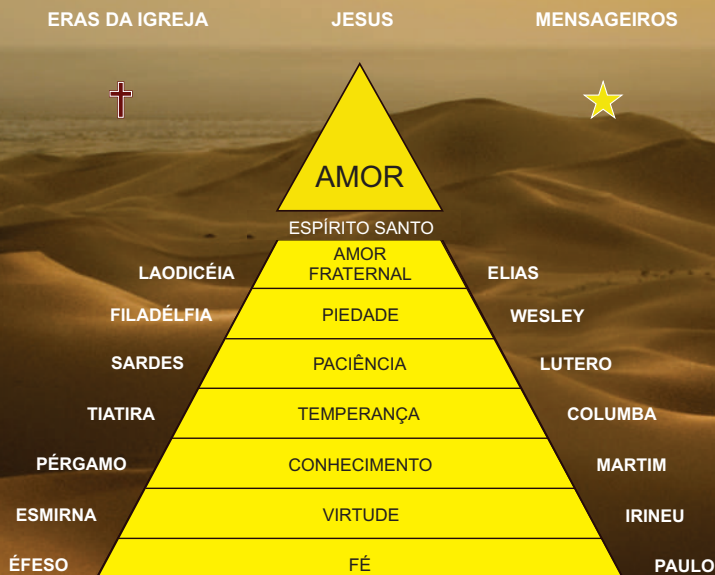 ERAS DA IGREJA JESUS MENSAGEIROS
AMOR
ESPÍRITO SANTO
LAODICÉIA AMOR FRATERNAL ELIAS
FILADÉLFIA PIEDADE WESLEY
SARDES PACIÊNCIA LUTERO
TIATIRA TEMPERANÇA COLUMBA
PÉRGAMO CONHECIMENTO MARTIM
ESMIRNA VIRTUDE IRINEU
ÉFESO FÉ PAULO